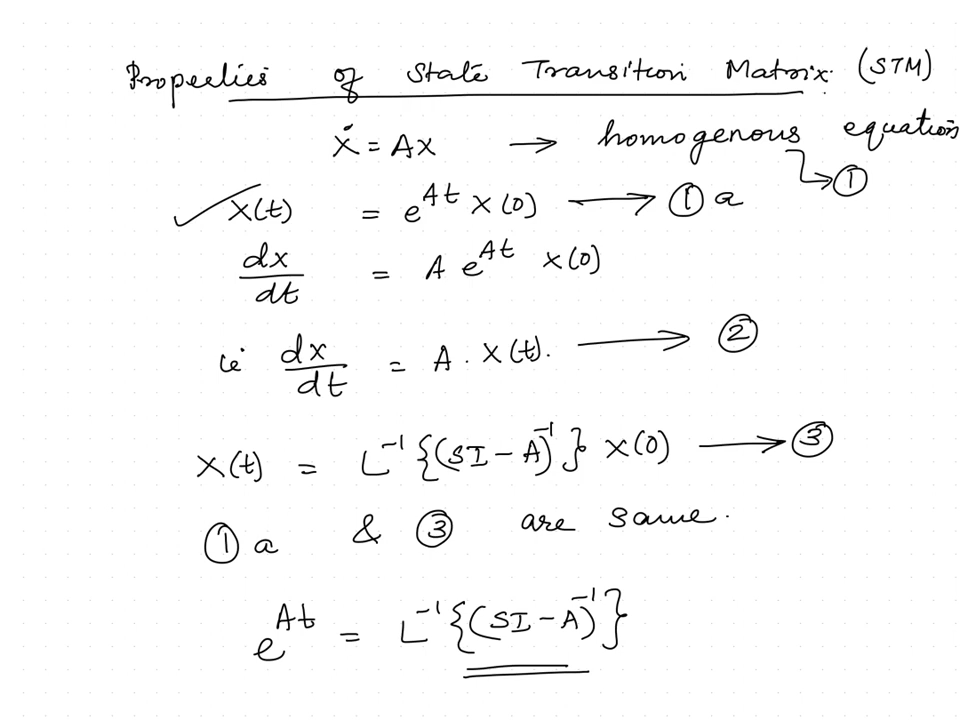 Properties of State Transition Matrix. (STM)
ẋ = Ax → homogenous equation
→ ①
✓ x(t) = e^{At} x(0) → ① a
dx/dt = A e^{At} x(0)
ie dx/dt = A . x(t). → ②
x(t) = L^{-1} {(SI - A)^{-1}} x(0) → ③
① a & ③ are same.
e^{At} = L^{-1} {(SI - A)^{-1}}